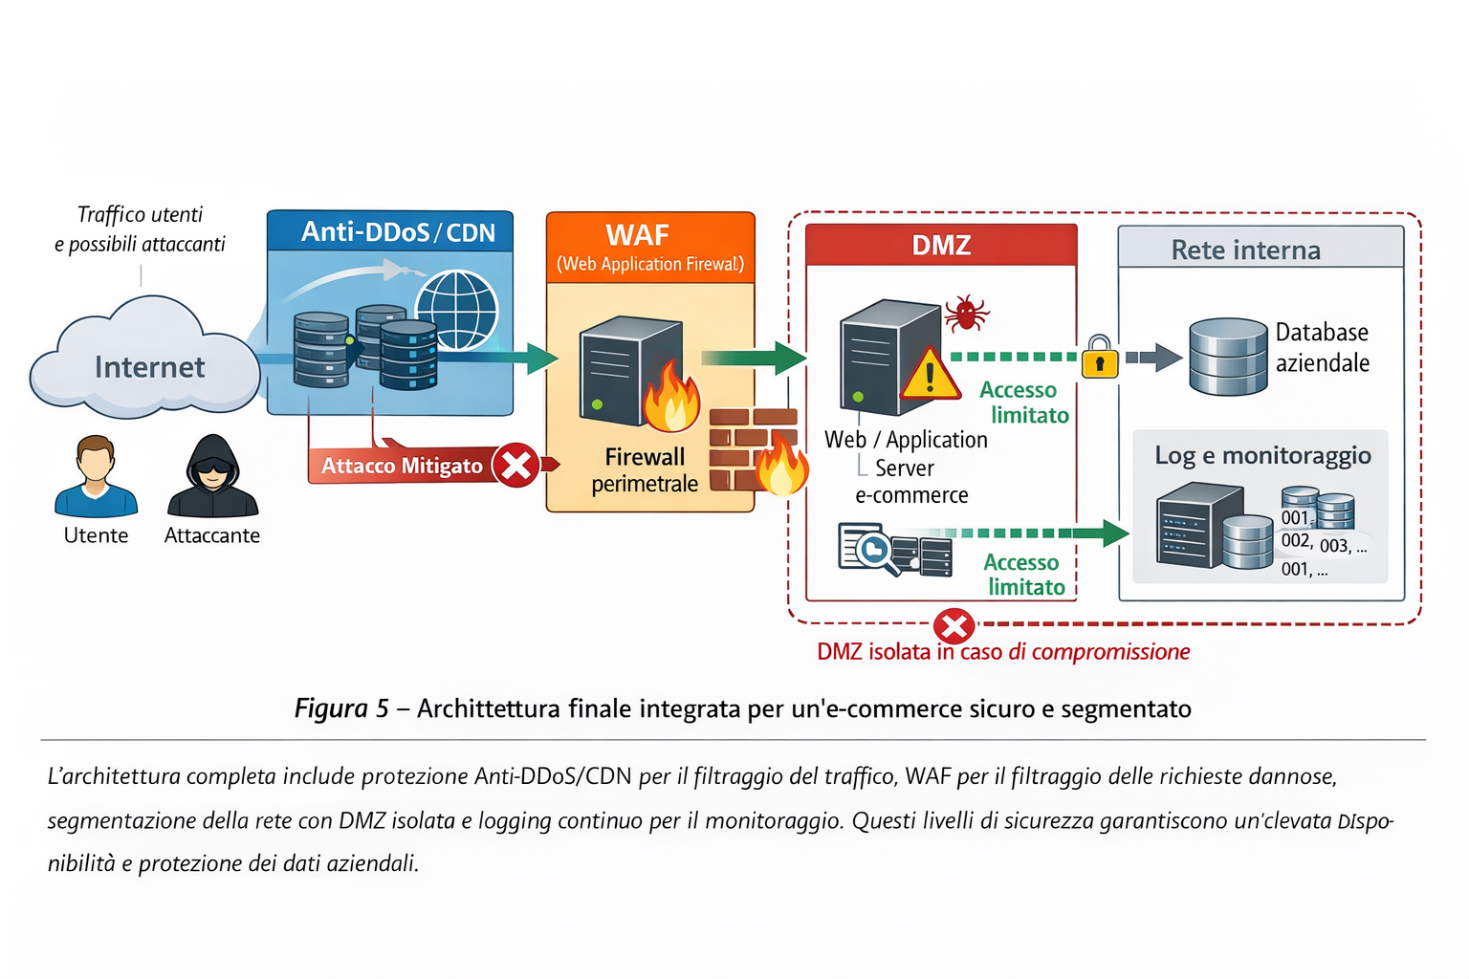 Traffico utenti
e possibili attaccanti
Internet
Utente
Attaccante
Anti-DDoS / CDN
Attacco Mitigato
WAF
(Web Application Firewal)
Firewall
perimetrale
DMZ
Web / Application
Server
e-commerce
Accesso
limitato
Accesso
limitato
Rete interna
Database
aziendale
Log e monitoraggio
001,
002, 003, ...
001, ...
DMZ isolata in caso di compromissione
Figura 5 – Archittettura finale integrata per un'e-commerce sicuro e segmentato
L'architettura completa include protezione Anti-DDoS/CDN per il filtraggio del traffico, WAF per il filtraggio delle richieste dannose,
segmentazione della rete con DMZ isolata e logging continuo per il monitoraggio. Questi livelli di sicurezza garantiscono un'clevata DIspo-
nibilità e protezione dei dati aziendali.